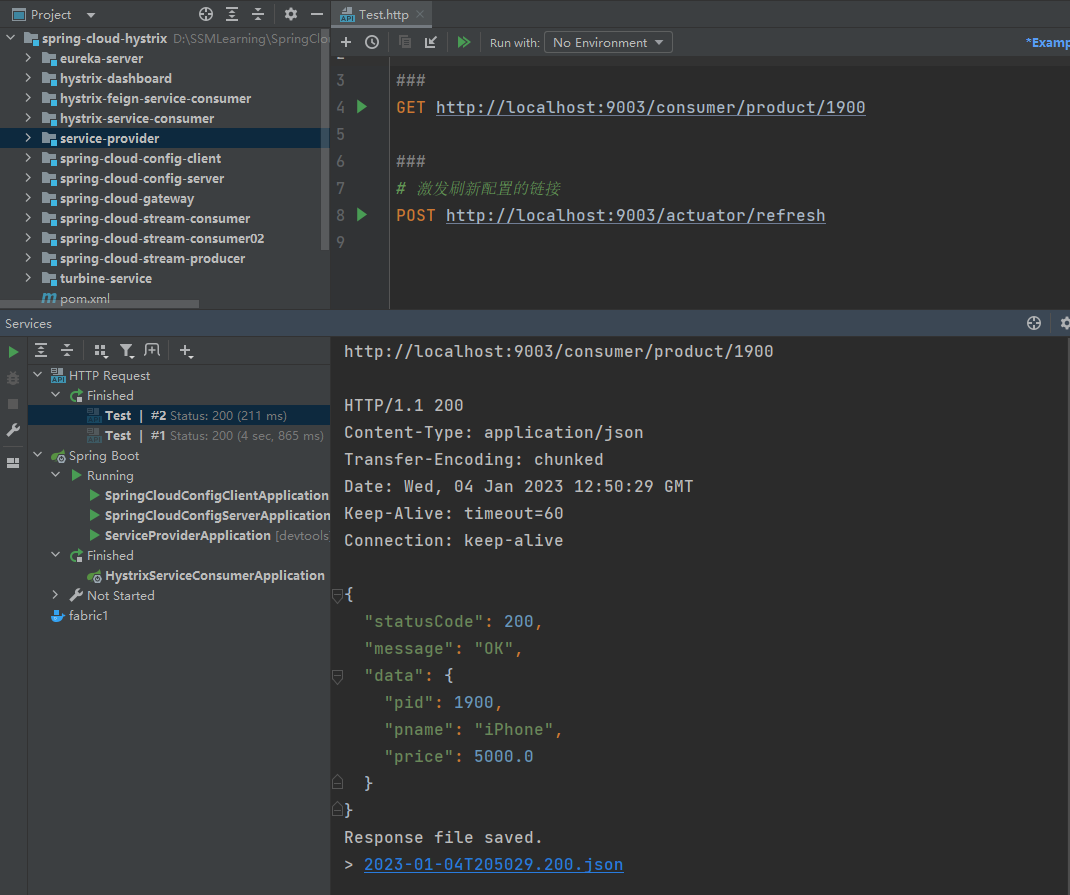 Project
Test.http
spring-cloud-hystrix D:\SSMLearning\SpringClo
eureka-server
hystrix-dashboard
hystrix-feign-service-consumer
hystrix-service-consumer
service-provider
spring-cloud-config-client
spring-cloud-config-server
spring-cloud-gateway
spring-cloud-stream-consumer
spring-cloud-stream-consumer02
spring-cloud-stream-producer
turbine-service
pom.xml
Run with: No Environment
*Examp
3 ###
4 GET http://localhost:9003/consumer/product/1900
5
6 ###
7 # 激发刷新配置的链接
8 POST http://localhost:9003/actuator/refresh
9
Services
HTTP Request
Finished
Test | #2 Status: 200 (211 ms)
Test | #1 Status: 200 (4 sec, 865 ms)
Spring Boot
Running
SpringCloudConfigClientApplication
SpringCloudConfigServerApplication
ServiceProviderApplication [devtools
Finished
HystrixServiceConsumerApplication
Not Started
fabric1
http://localhost:9003/consumer/product/1900
HTTP/1.1 200
Content-Type: application/json
Transfer-Encoding: chunked
Date: Wed, 04 Jan 2023 12:50:29 GMT
Keep-Alive: timeout=60
Connection: keep-alive
{
"statusCode": 200,
"message": "OK",
"data": {
"pid": 1900,
"pname": "iPhone",
"price": 5000.0
}
}
Response file saved.
> 2023-01-04T205029.200.json